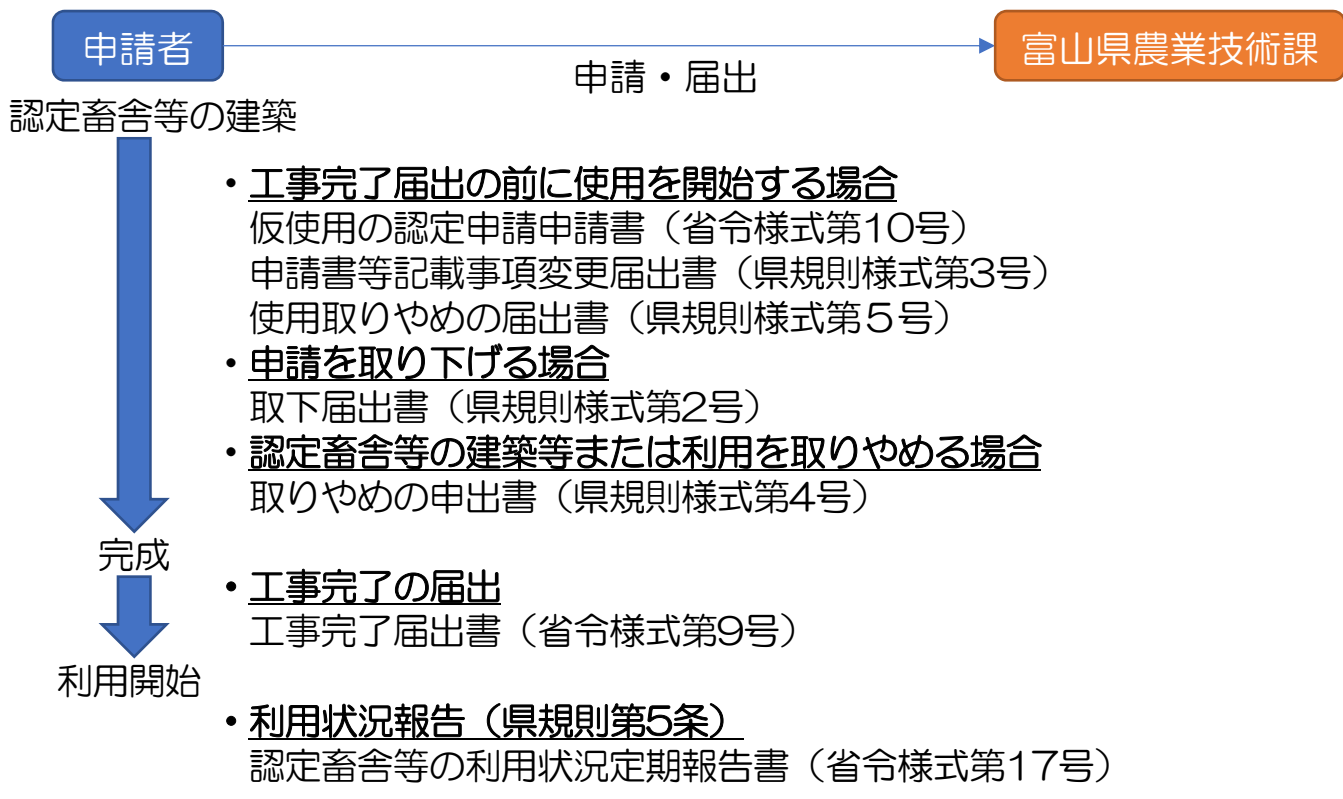 申請者
富山県農業技術課
申請・届出
認定畜舎等の建築
・工事完了届出の前に使用を開始する場合
仮使用の認定申請申請書（省令様式第10号）
申請書等記載事項変更届出書（県規則様式第3号）
使用取りやめの届出書（県規則様式第５号）
・申請を取り下げる場合
取下届出書（県規則様式第2号）
・認定畜舎等の建築等または利用を取りやめる場合
取りやめの申出書（県規則様式第4号）
完成
・工事完了の届出
工事完了届出書（省令様式第9号）
利用開始
・利用状況報告（県規則第5条）
認定畜舎等の利用状況定期報告書（省令様式第17号）